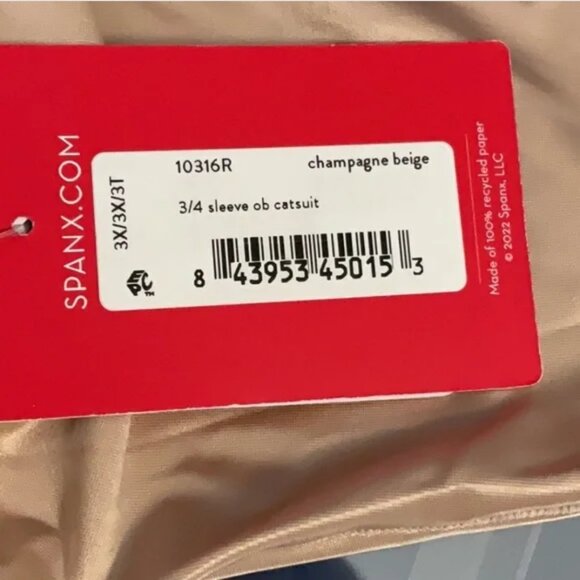 SPANX.COM
3X/3X/3T
10316R champagne beige
3/4 sleeve ob catsuit
8 43953 45015 3
EPC™
Made of 100% recycled paper
© 2022 Spanx, LLC